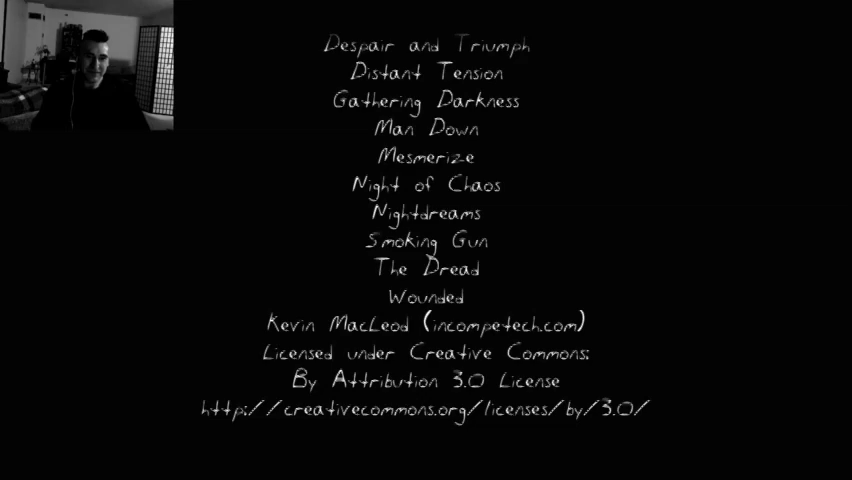 Despair and Triumph
Distant Tension
Gathering Darkness
Man Down
Mesmerize
Night of Chaos
Nightdreams
Smoking Gun
The Dread
Wounded
Kevin MacLeod (incompetech.com)
Licensed under Creative Commons:
By Attribution 3.0 License
http://creativecommons.org/licenses/by/3.0/